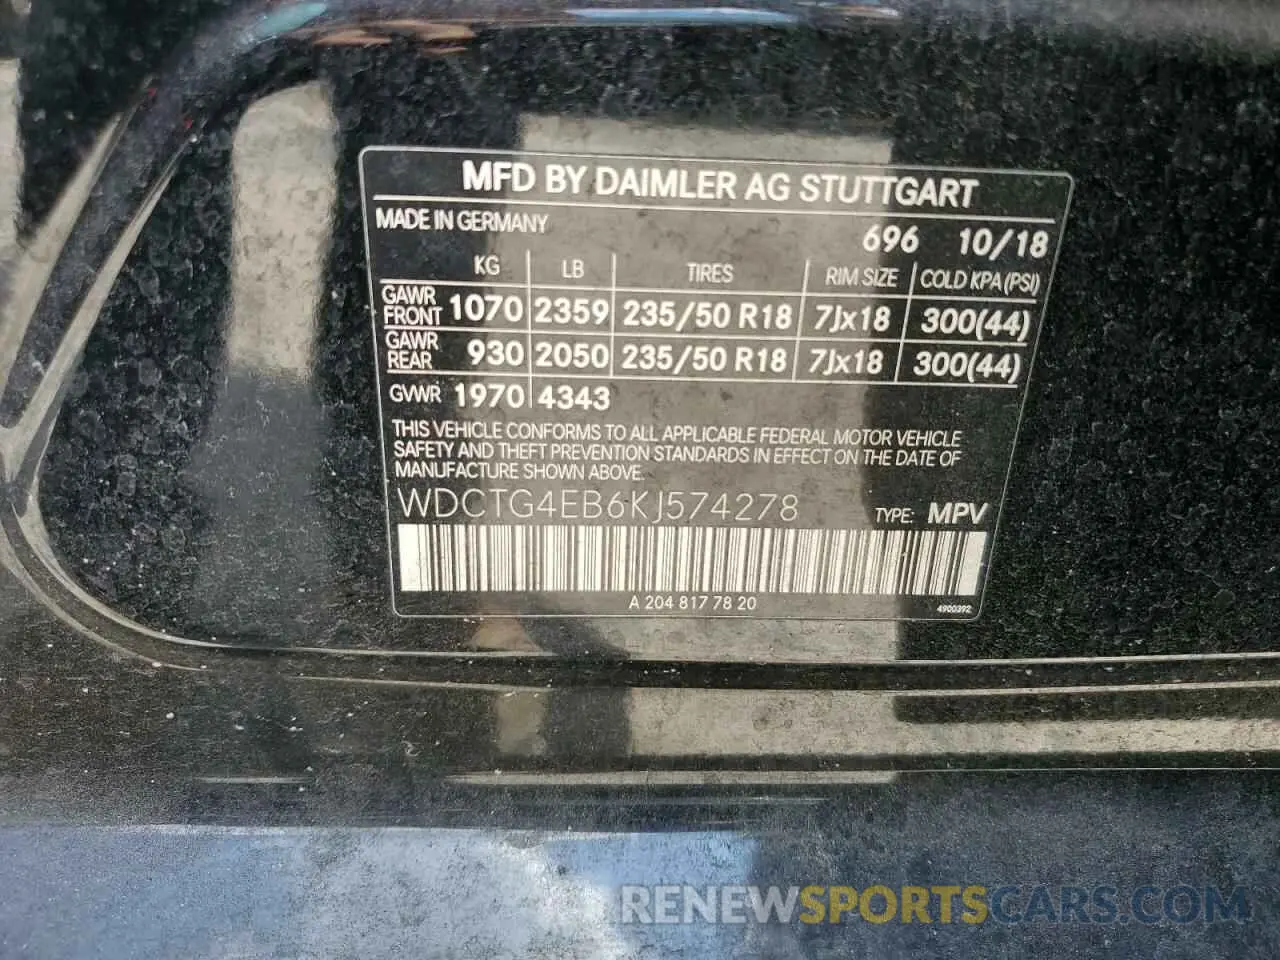 MFD BY DAIMLER AG STUTTGART
MADE IN GERMANY
696 10/18
KG LB TIRES RIM SIZE COLD KPA(PSI)
GAWR FRONT 1070 2359 235/50 R18 7Jx18 300(44)
GAWR REAR 930 2050 235/50 R18 7Jx18 300(44)
GVWR 1970 4343
THIS VEHICLE CONFORMS TO ALL APPLICABLE FEDERAL MOTOR VEHICLE
SAFETY AND THEFT PREVENTION STANDARDS IN EFFECT ON THE DATE OF
MANUFACTURE SHOWN ABOVE.
WDCTG4EB6KJ574278 TYPE: MPV
A 204 817 78 20 4900392
RENEWSPORTSCARS.COM